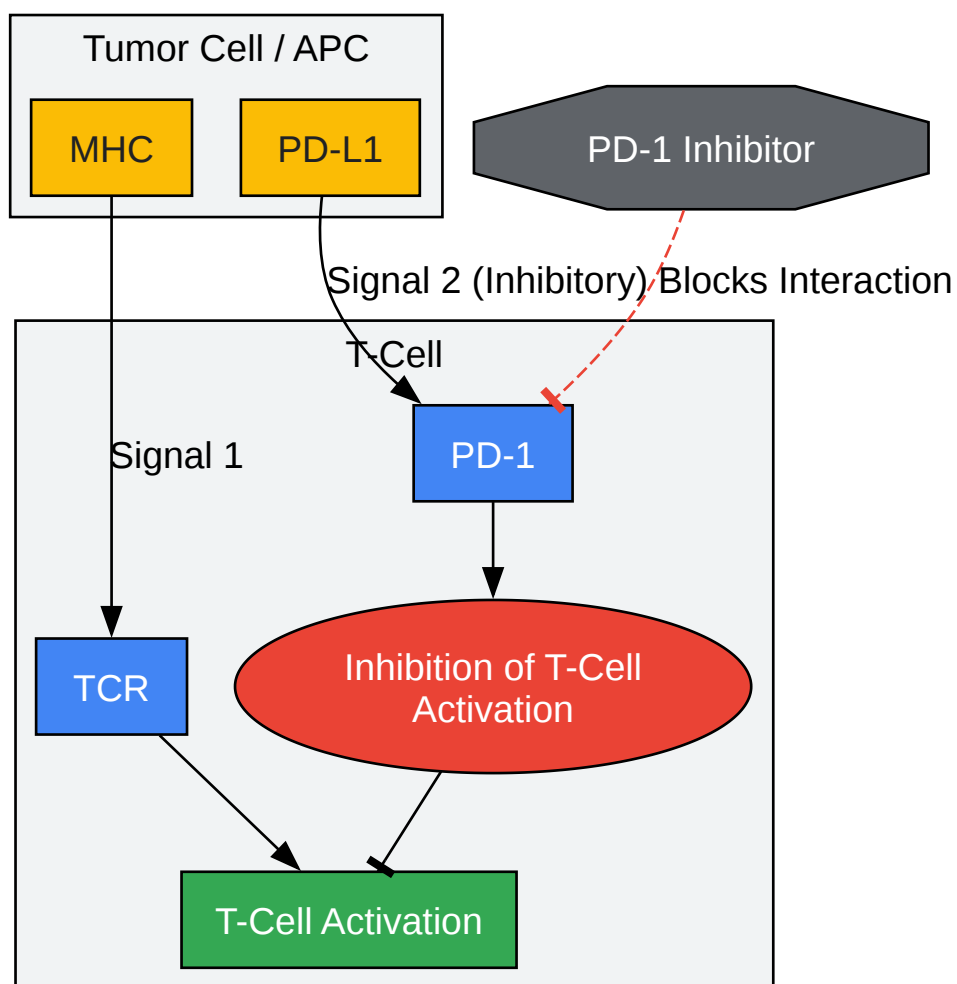 Tumor Cell / APC
MHC
PD-L1
PD-1 Inhibitor
Signal 2 (Inhibitory)
Blocks Interaction
T-Cell
Signal 1
PD-1
TCR
Inhibition of T-Cell
Activation
T-Cell Activation